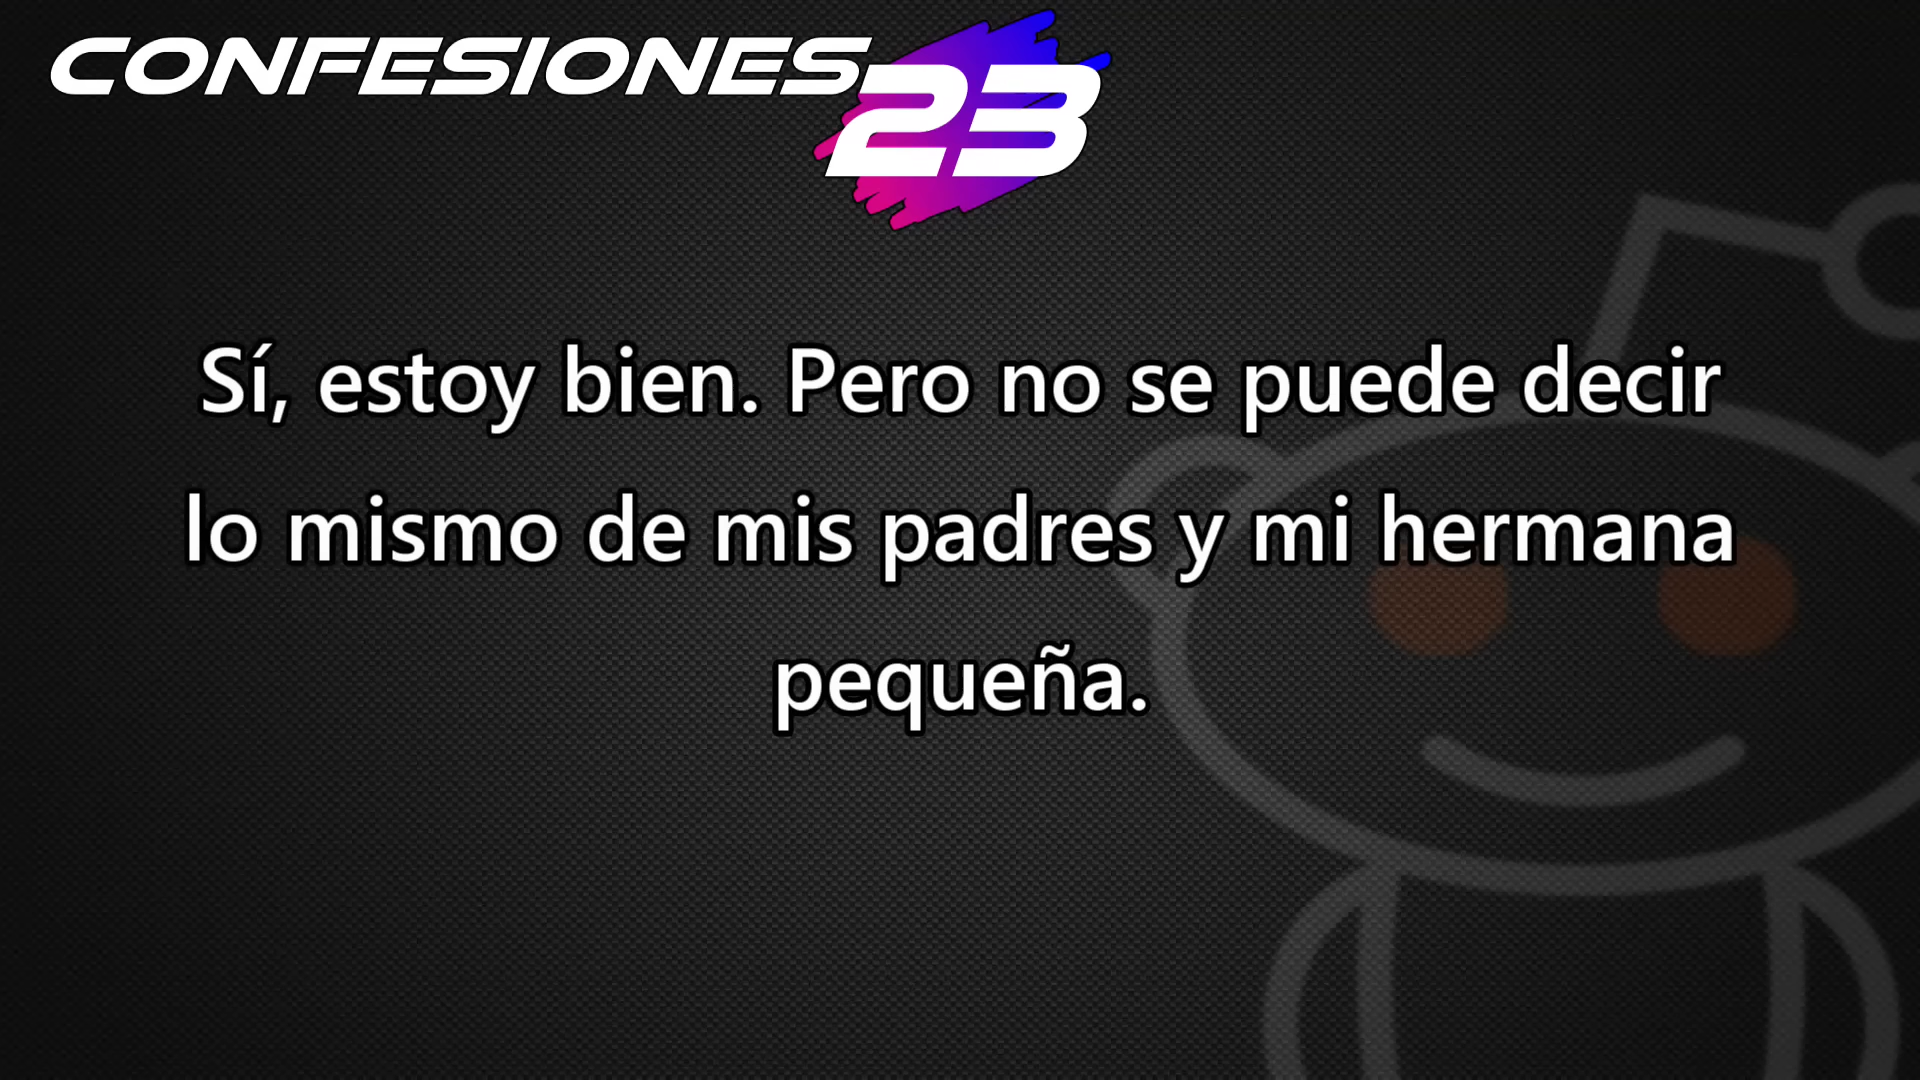 CONFESIONES
23
Sí, estoy bien. Pero no se puede decir
lo mismo de mis padres y mi hermana
pequeña.